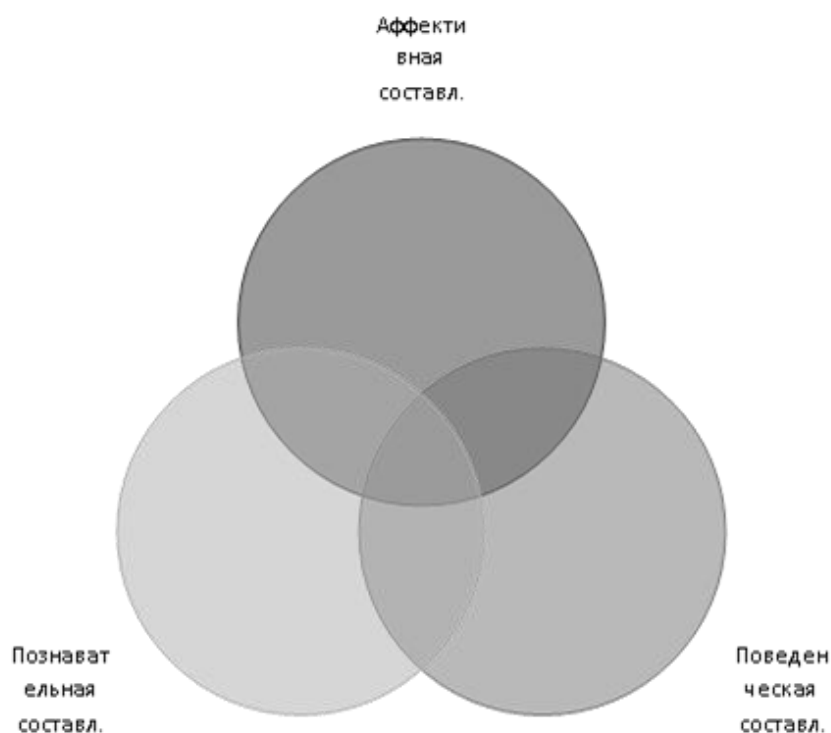 Аффекти
вная
составл.
Познават
ельная
составл.
Поведен
ческая
составл.